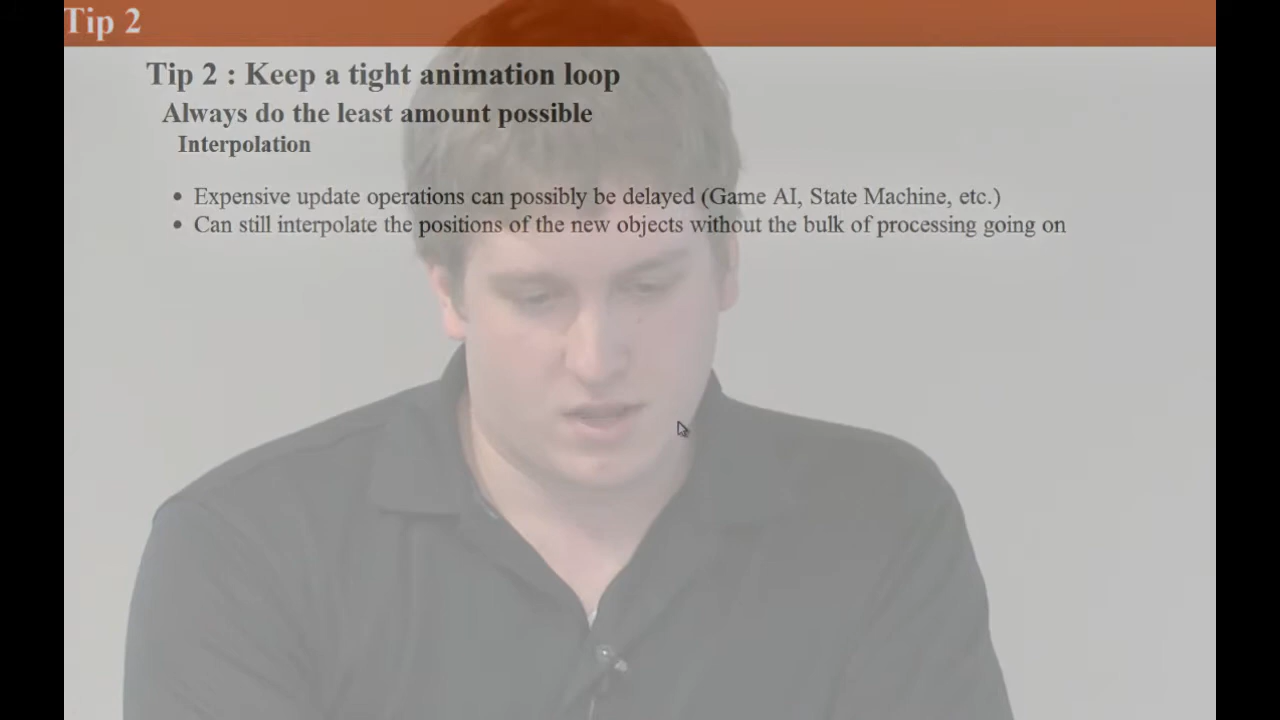 Tip 2
Tip 2 : Keep a tight animation loop
Always do the least amount possible
Interpolation
• Expensive update operations can possibly be delayed (Game AI, State Machine, etc.)
• Can still interpolate the positions of the new objects without the bulk of processing going on